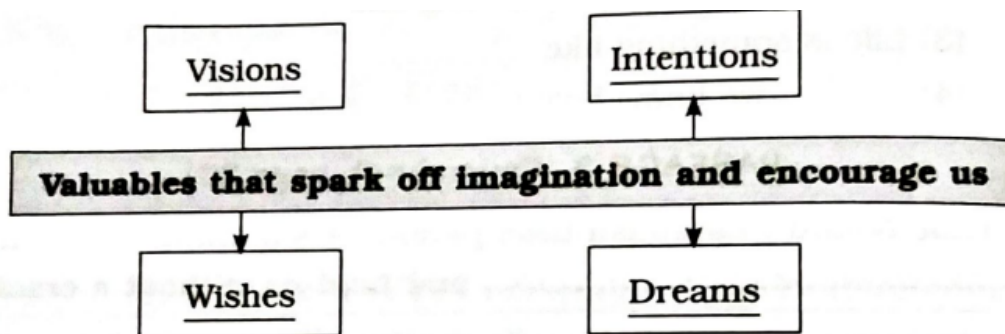 Visions
Intentions
Valuables that spark off imagination and encourage us
Wishes
Dreams